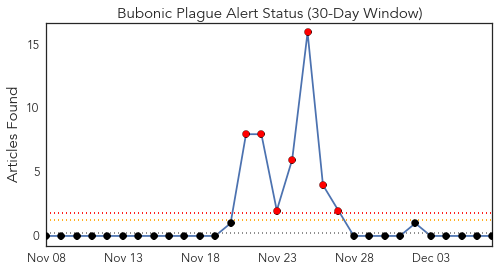 Bubonic Plague Alert Status (30-Day Window)
Articles Found
15
10
5
0
Nov 08 Nov 13 Nov 18 Nov 23 Nov 28 Dec 03